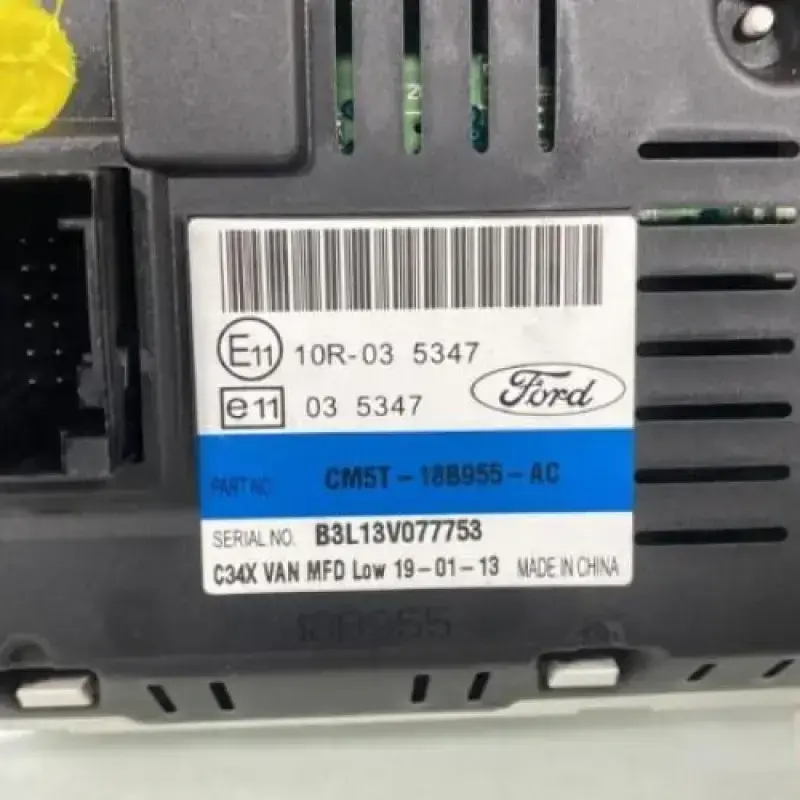 E11 10R-03 5347
e11 03 5347
Ford
PART NO. CM5T-18B955-AC
SERIAL NO. B3L13V077753
C34X VAN MFD Low 19-01-13 MADE IN CHINA
18B955